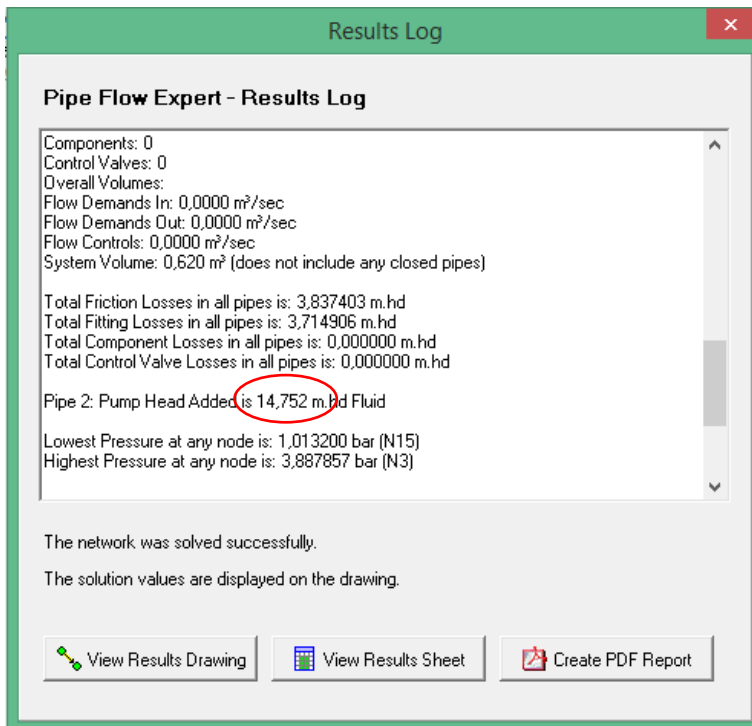 Results Log
Pipe Flow Expert - Results Log
Components: 0
Control Valves: 0
Overall Volumes:
Flow Demands In: 0,0000 m³/sec
Flow Demands Out: 0,0000 m³/sec
Flow Controls: 0,0000 m³/sec
System Volume: 0,620 m³ (does not include any closed pipes)
Total Friction Losses in all pipes is: 3,837403 m.hd
Total Fitting Losses in all pipes is: 3,714906 m.hd
Total Component Losses in all pipes is: 0,000000 m.hd
Total Control Valve Losses in all pipes is: 0,000000 m.hd
Pipe 2: Pump Head Added is 14,752 m.hd Fluid
Lowest Pressure at any node is: 1,013200 bar (N15)
Highest Pressure at any node is: 3,887857 bar (N3)
The network was solved successfully.
The solution values are displayed on the drawing.
View Results Drawing
View Results Sheet
Create PDF Report